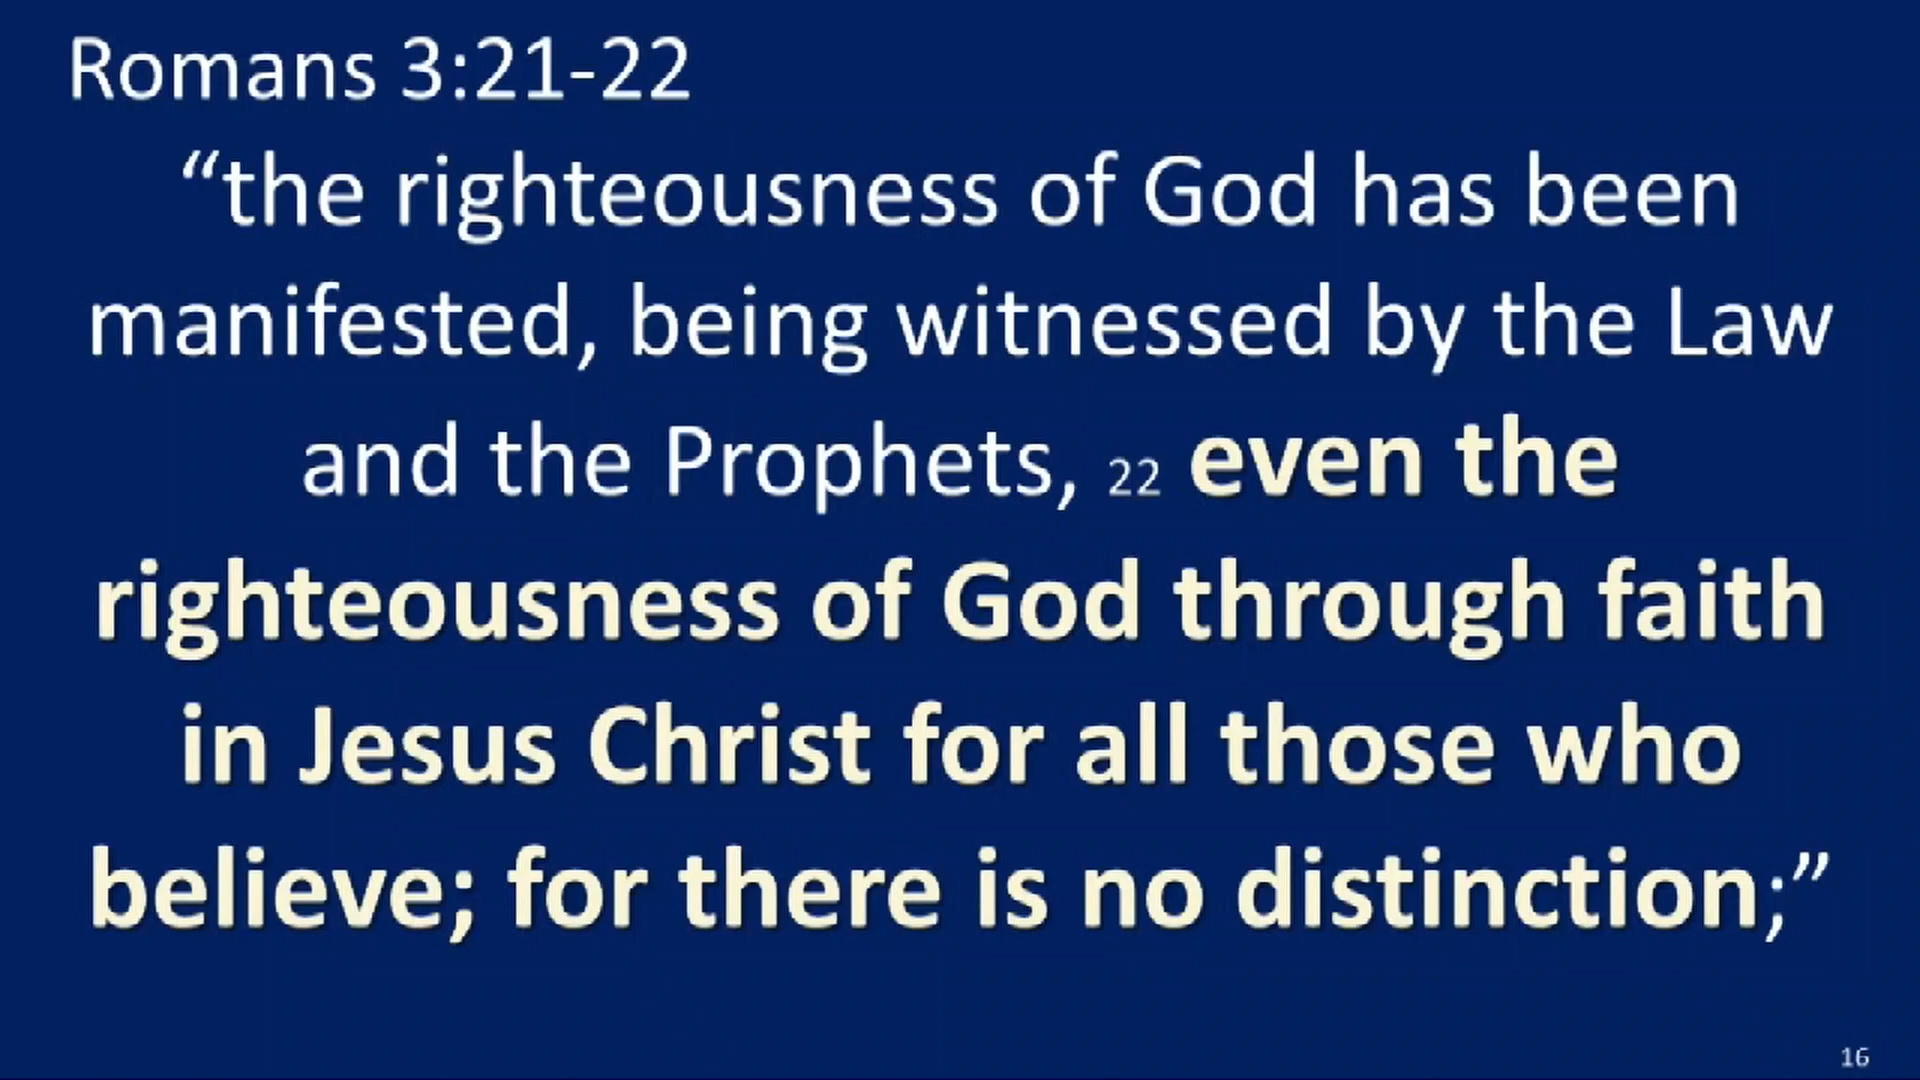 Romans 3:21-22
“the righteousness of God has been
manifested, being witnessed by the Law
and the Prophets, 22 even the
righteousness of God through faith
in Jesus Christ for all those who
believe; for there is no distinction;”
16